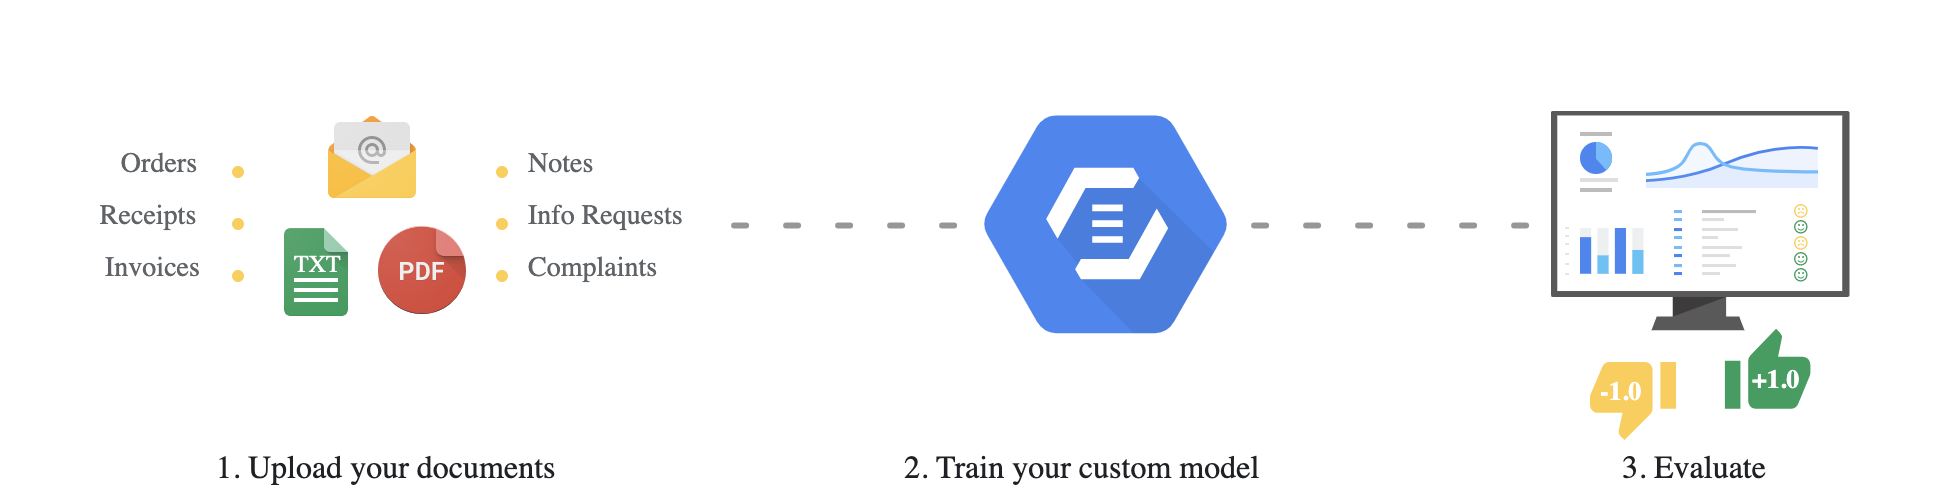 Orders
Receipts
Invoices
@
TXT
PDF
Notes
Info Requests
Complaints
-1.0
+1.0
1. Upload your documents
2. Train your custom model
3. Evaluate